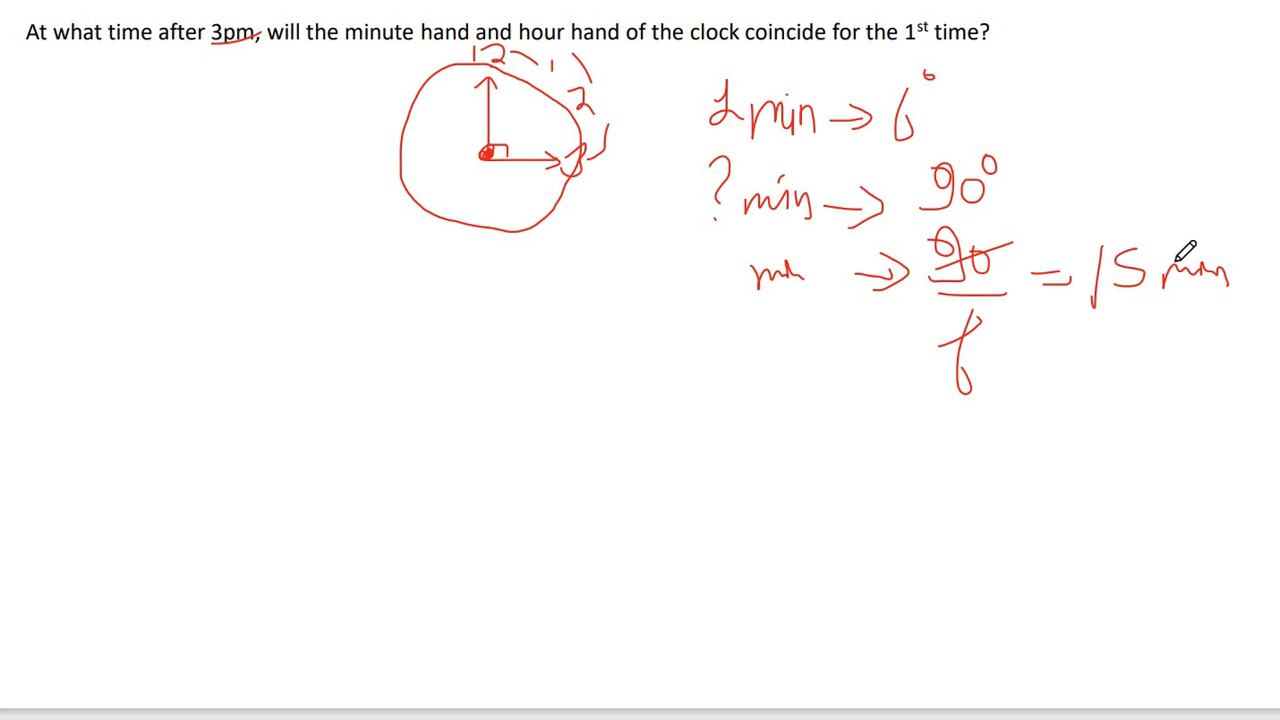 At what time after 3pm, will the minute hand and hour hand of the clock coincide for the 1st time?
12 1
2
3
1 min → 6°
? min → 90°
→ 90/6 = 15 min